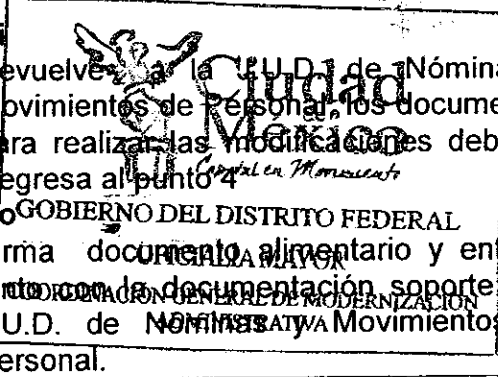 evuelve a la J.U.D. de Nómina
Ciudad
ovimientos de Personal los docume
de
México
ara realizar las modificaciones deb
Capital en Movimiento
egresa al punto 4
o
GOBIERNO DEL DISTRITO FEDERAL
rma documento alimentario y en
OFICIALIA MAYOR
nto con la documentación soporte
COORDINACIÓN GENERAL DE MODERNIZACION
U.D. de Nóminas y Movimientos
ADMINISTRATIVA
ersonal.